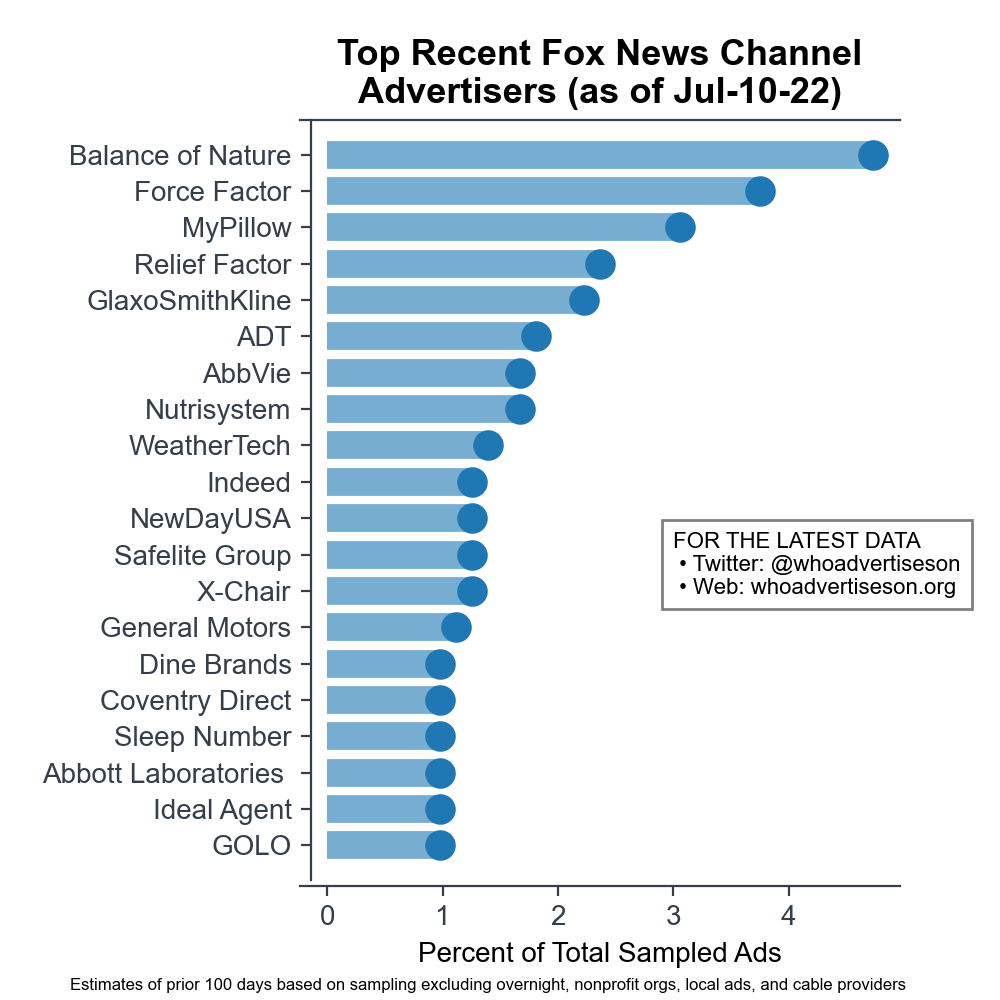 Top Recent Fox News Channel
Advertisers (as of Jul-10-22)
Balance of Nature
Force Factor
MyPillow
Relief Factor
GlaxoSmithKline
ADT
AbbVie
Nutrisystem
WeatherTech
Indeed
NewDayUSA
Safelite Group
X-Chair
General Motors
Dine Brands
Coventry Direct
Sleep Number
Abbott Laboratories
Ideal Agent
GOLO
FOR THE LATEST DATA
• Twitter: @whoadvertiseson
• Web: whoadvertiseson.org
0 1 2 3 4
Percent of Total Sampled Ads
Estimates of prior 100 days based on sampling excluding overnight, nonprofit orgs, local ads, and cable providers